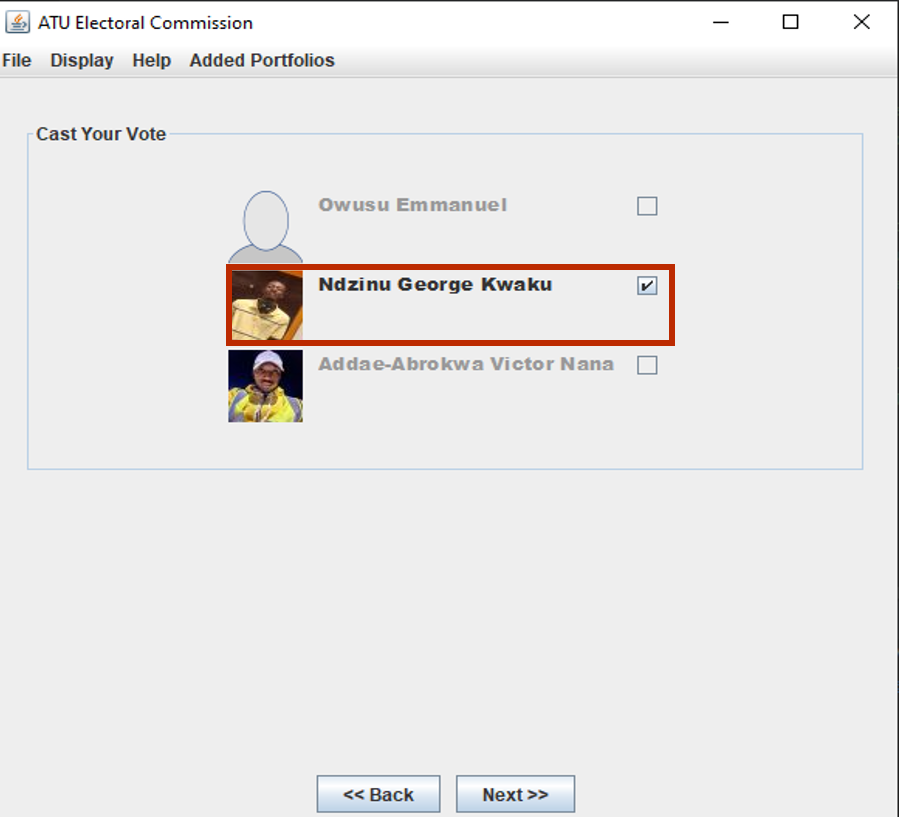 ATU Electoral Commission
File Display Help Added Portfolios
Cast Your Vote
Owusu Emmanuel
Ndzinu George Kwaku
Addae-Abrokwa Victor Nana
<< Back Next >>